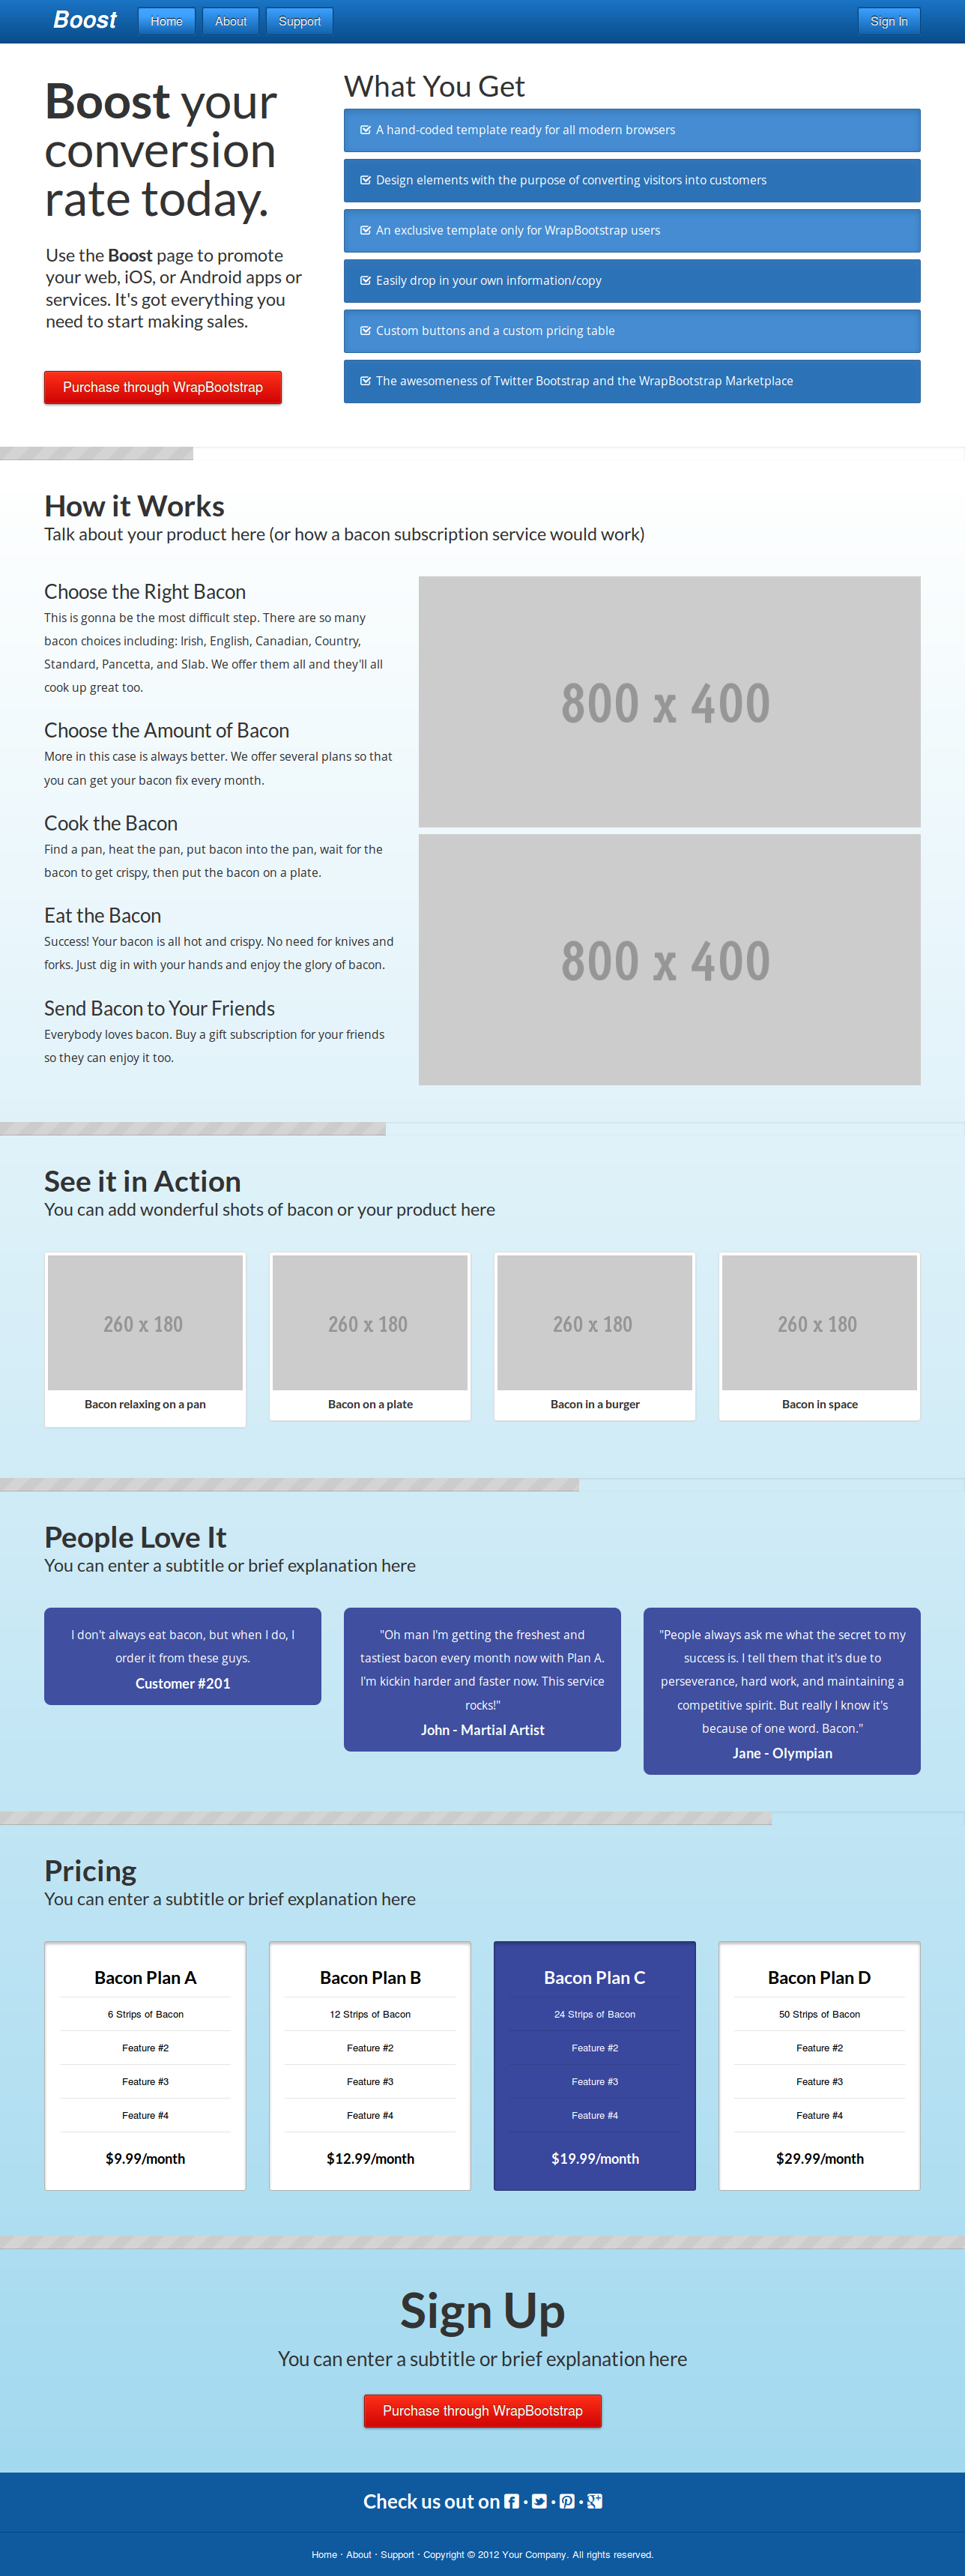 Boost
Home
About
Support
Sign In
Boost your
conversion
rate today.
Use the Boost page to promote
your web, iOS, or Android apps or
services. It's got everything you
need to start making sales.
Purchase through WrapBootstrap
What You Get
A hand-coded template ready for all modern browsers
Design elements with the purpose of converting visitors into customers
An exclusive template only for WrapBootstrap users
Easily drop in your own information/copy
Custom buttons and a custom pricing table
The awesomeness of Twitter Bootstrap and the WrapBootstrap Marketplace
How it Works
Talk about your product here (or how a bacon subscription service would work)
Choose the Right Bacon
This is gonna be the most difficult step. There are so many
bacon choices including: Irish, English, Canadian, Country,
Standard, Pancetta, and Slab. We offer them all and they'll all
cook up great too.
Choose the Amount of Bacon
More in this case is always better. We offer several plans so that
you can get your bacon fix every month.
Cook the Bacon
Find a pan, heat the pan, put bacon into the pan, wait for the
bacon to get crispy, then put the bacon on a plate.
Eat the Bacon
Success! Your bacon is all hot and crispy. No need for knives and
forks. Just dig in with your hands and enjoy the glory of bacon.
Send Bacon to Your Friends
Everybody loves bacon. Buy a gift subscription for your friends
so they can enjoy it too.
800 x 400
800 x 400
See it in Action
You can add wonderful shots of bacon or your product here
260 x 180
Bacon relaxing on a pan
260 x 180
Bacon on a plate
260 x 180
Bacon in a burger
260 x 180
Bacon in space
People Love It
You can enter a subtitle or brief explanation here
I don't always eat bacon, but when I do, I
order it from these guys.
Customer #201
"Oh man I'm getting the freshest and
tastiest bacon every month now with Plan A.
I'm kickin harder and faster now. This service
rocks!"
John - Martial Artist
"People always ask me what the secret to my
success is. I tell them that it's due to
perseverance, hard work, and maintaining a
competitive spirit. But really I know it's
because of one word. Bacon."
Jane - Olympian
Pricing
You can enter a subtitle or brief explanation here
Bacon Plan A
6 Strips of Bacon
Feature #2
Feature #3
Feature #4
$9.99/month
Bacon Plan B
12 Strips of Bacon
Feature #2
Feature #3
Feature #4
$12.99/month
Bacon Plan C
24 Strips of Bacon
Feature #2
Feature #3
Feature #4
$19.99/month
Bacon Plan D
50 Strips of Bacon
Feature #2
Feature #3
Feature #4
$29.99/month
Sign Up
You can enter a subtitle or brief explanation here
Purchase through WrapBootstrap
Check us out on · · ·
Home · About · Support · Copyright © 2012 Your Company. All rights reserved.